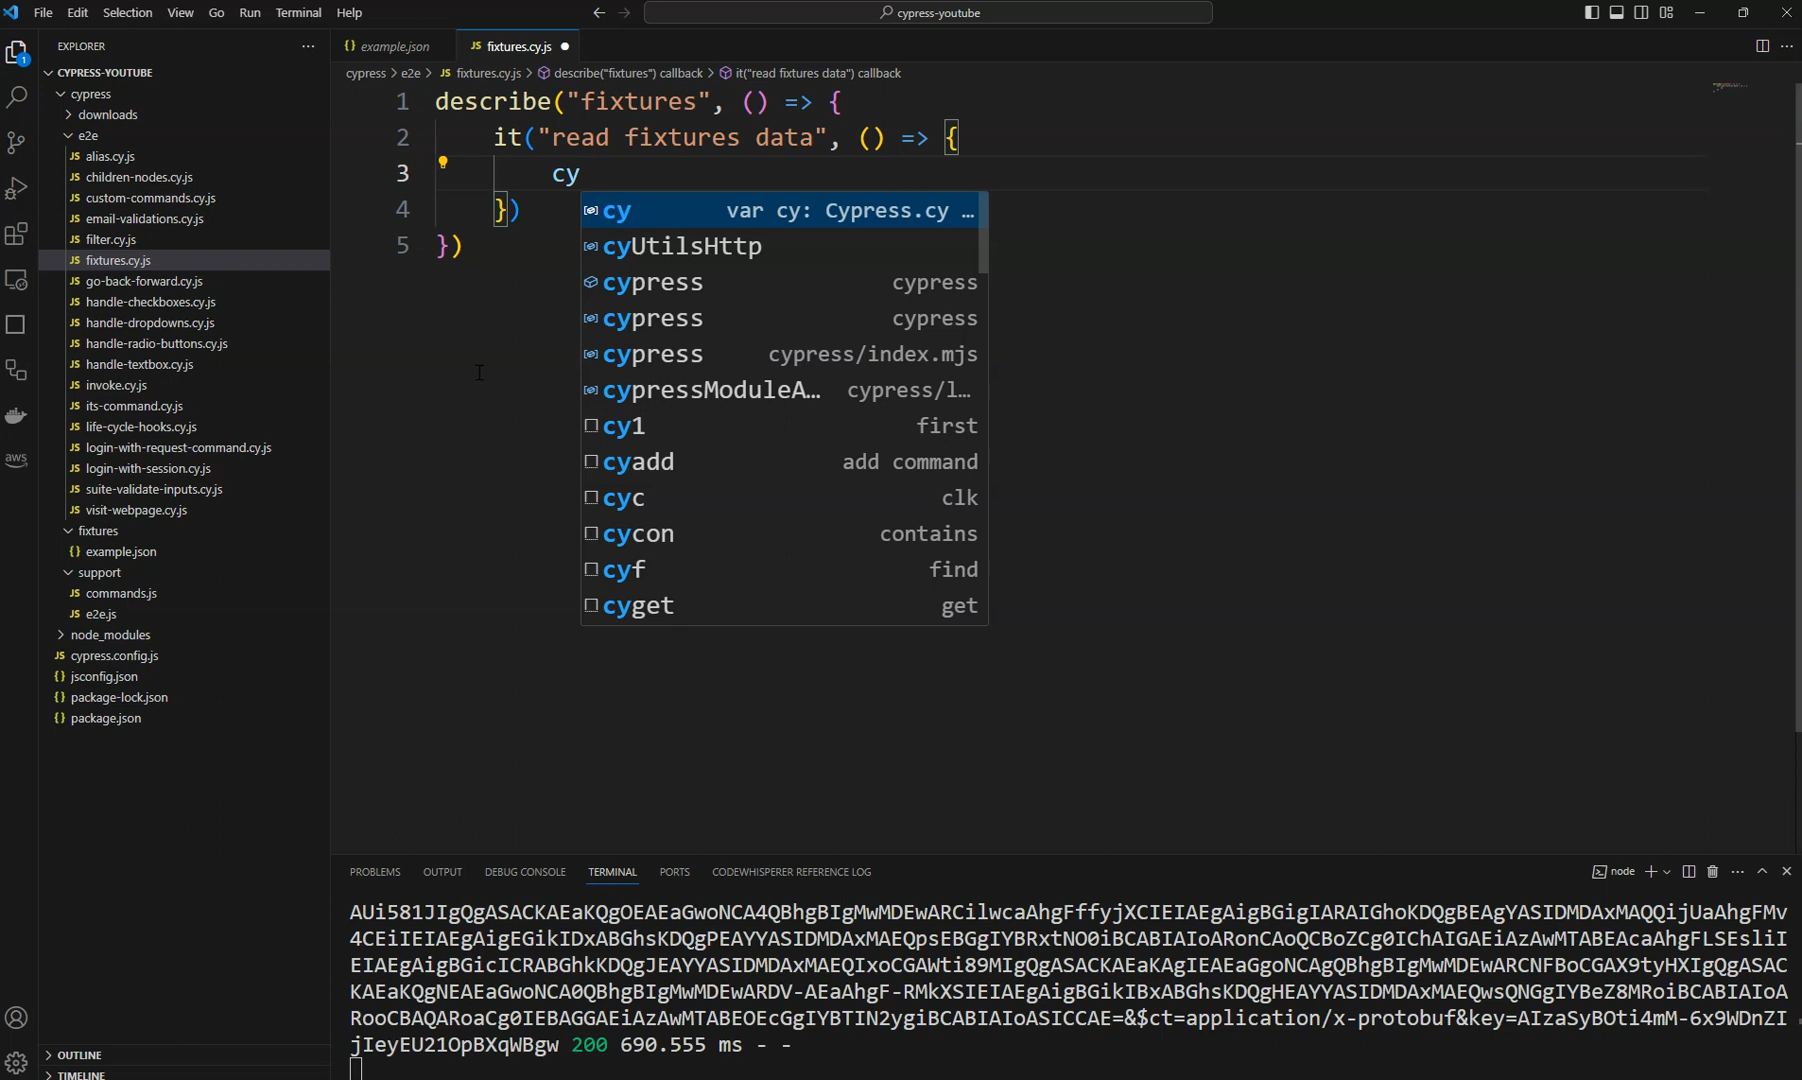 File Edit Selection View Go Run Terminal Help
cypress-youtube
EXPLORER
CYPRESS-YOUTUBE
cypress
downloads
e2e
alias.cy.js
children-nodes.cy.js
custom-commands.cy.js
email-validations.cy.js
filter.cy.js
fixtures.cy.js
go-back-forward.cy.js
handle-checkboxes.cy.js
handle-dropdowns.cy.js
handle-radio-buttons.cy.js
handle-textbox.cy.js
invoke.cy.js
its-command.cy.js
life-cycle-hooks.cy.js
login-with-request-command.cy.js
login-with-session.cy.js
suite-validate-inputs.cy.js
visit-webpage.cy.js
fixtures
example.json
support
commands.js
e2e.js
node_modules
cypress.config.js
jsconfig.json
package-lock.json
package.json
OUTLINE
TIMELINE
1
aws
example.json
fixtures.cy.js
cypress > e2e > JS fixtures.cy.js > describe("fixtures") callback > it("read fixtures data") callback
1 describe("fixtures", () => {
2 it("read fixtures data", () => {
3 cy
4 })
5 })
cy var cy: Cypress.cy …
cyUtilsHttp
cypress cypress
cypress cypress
cypress cypress/index.mjs
cypressModuleA… cypress/l…
cy1 first
cyadd add command
cyc clk
cycon contains
cyf find
cyget get
PROBLEMS OUTPUT DEBUG CONSOLE TERMINAL PORTS CODEWHISPERER REFERENCE LOG
node
AUi581JIgQgASACKAEaKQgOEAEaGwoNCA4QBhgBIgMwMDEwARCilwcaAhgFffyjXCIEIAEgAigBGigIARAIGhoKDQgBEAgYASIDMDAxMAQQijUaAhgFMv
4CEiIEIAEgAigEGikIDxABGhsKDQgPEAYYASIDMDAxMAEQpsEBGgIYBRxtNO0iBCABIAIoARonCAoQCBoZCg0IChAIGAEiAzAwMTABEAcaAhgFLSEsliI
EIAEgAigBGicICRABGhkKDQgJEAYYASIDMDAxMAEQIxoCGAWti89MIgQgASACKAEaKAgIEAEaGgoNCAgQBhgBIgMwMDEwARCNFBoCGAX9tyHXIgQgASAC
KAEaKQgNEAEaGwoNCA0QBhgBIgMwMDEwARDV-AEaAhgF-RMkXSIEIAEgAigBGikIBxABGhsKDQgHEAYYASIDMDAxMAEQwsQNGgIYBeZ8MRoiBCABIAIoA
RooCBAQARoaCg0IEBAGGAEiAzAwMTABEOEcGgIYBTIN2ygiBCABIAIoASICCAE=&$ct=application/x-protobuf&key=AIzaSyBOti4mM-6x9WDnZI
jIeyEU21OpBXqWBgw 200 690.555 ms - -